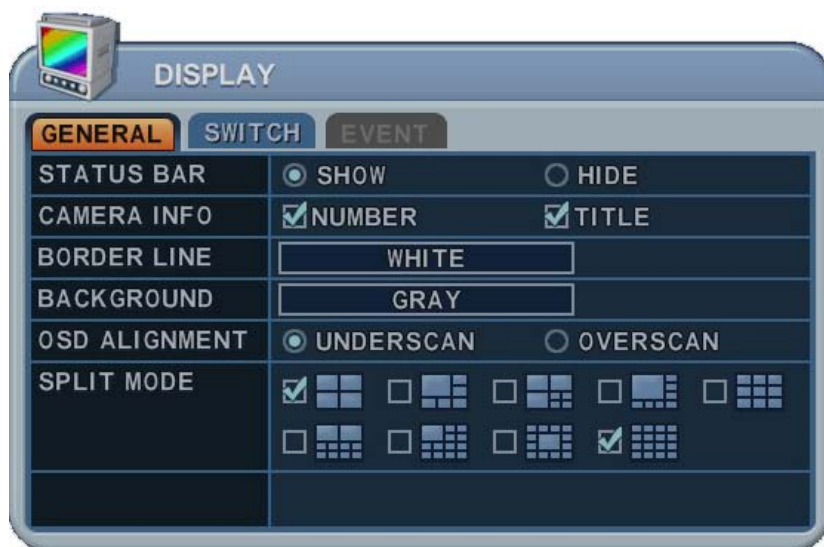 DISPLAY
GENERAL SWITCH EVENT
STATUS BAR SHOW HIDE
CAMERA INFO NUMBER TITLE
BORDER LINE WHITE
BACKGROUND GRAY
OSD ALIGNMENT UNDERSCAN OVERSCAN
SPLIT MODE